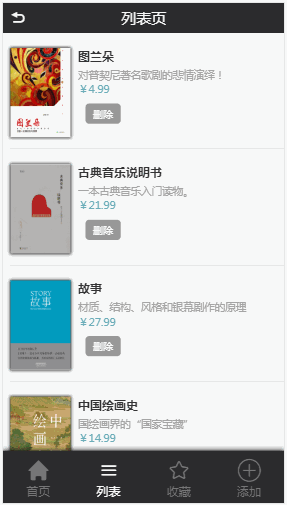 列表页
图兰朵
对普契尼著名歌剧的悲情演绎！
￥4.99
删除
古典音乐说明书
一本古典音乐入门读物。
￥21.99
删除
STORY
故事
故事
材质、结构、风格和银幕剧作的原理
￥27.99
删除
中国绘画史
国绘画界的“国家宝藏”
￥14.99
首页
列表
收藏
添加